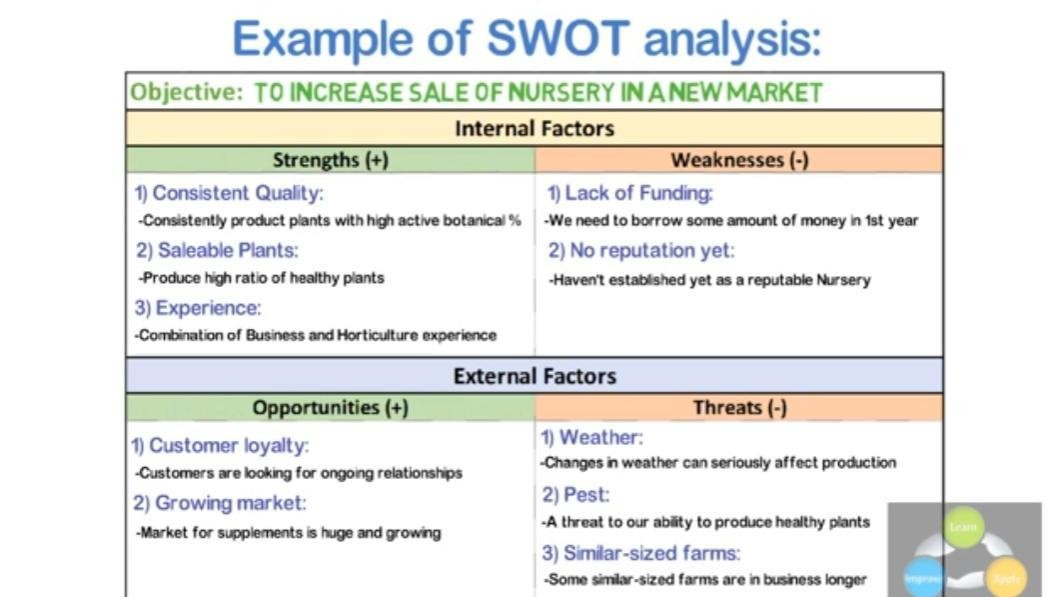 Example of SWOT analysis:
Objective: TO INCREASE SALE OF NURSERY IN A NEW MARKET
Internal Factors
Strengths (+)
1) Consistent Quality:
-Consistently product plants with high active botanical %
2) Saleable Plants:
-Produce high ratio of healthy plants
3) Experience:
-Combination of Business and Horticulture experience
Weaknesses (-)
1) Lack of Funding:
-We need to borrow some amount of money in 1st year
2) No reputation yet:
-Haven't established yet as a reputable Nursery
External Factors
Opportunities (+)
1) Customer loyalty:
-Customers are looking for ongoing relationships
2) Growing market:
-Market for supplements is huge and growing
Threats (-)
1) Weather:
-Changes in weather can seriously affect production
2) Pest:
-A threat to our ability to produce healthy plants
3) Similar-sized farms:
-Some similar-sized farms are in business longer
Learn
Improve
Apply